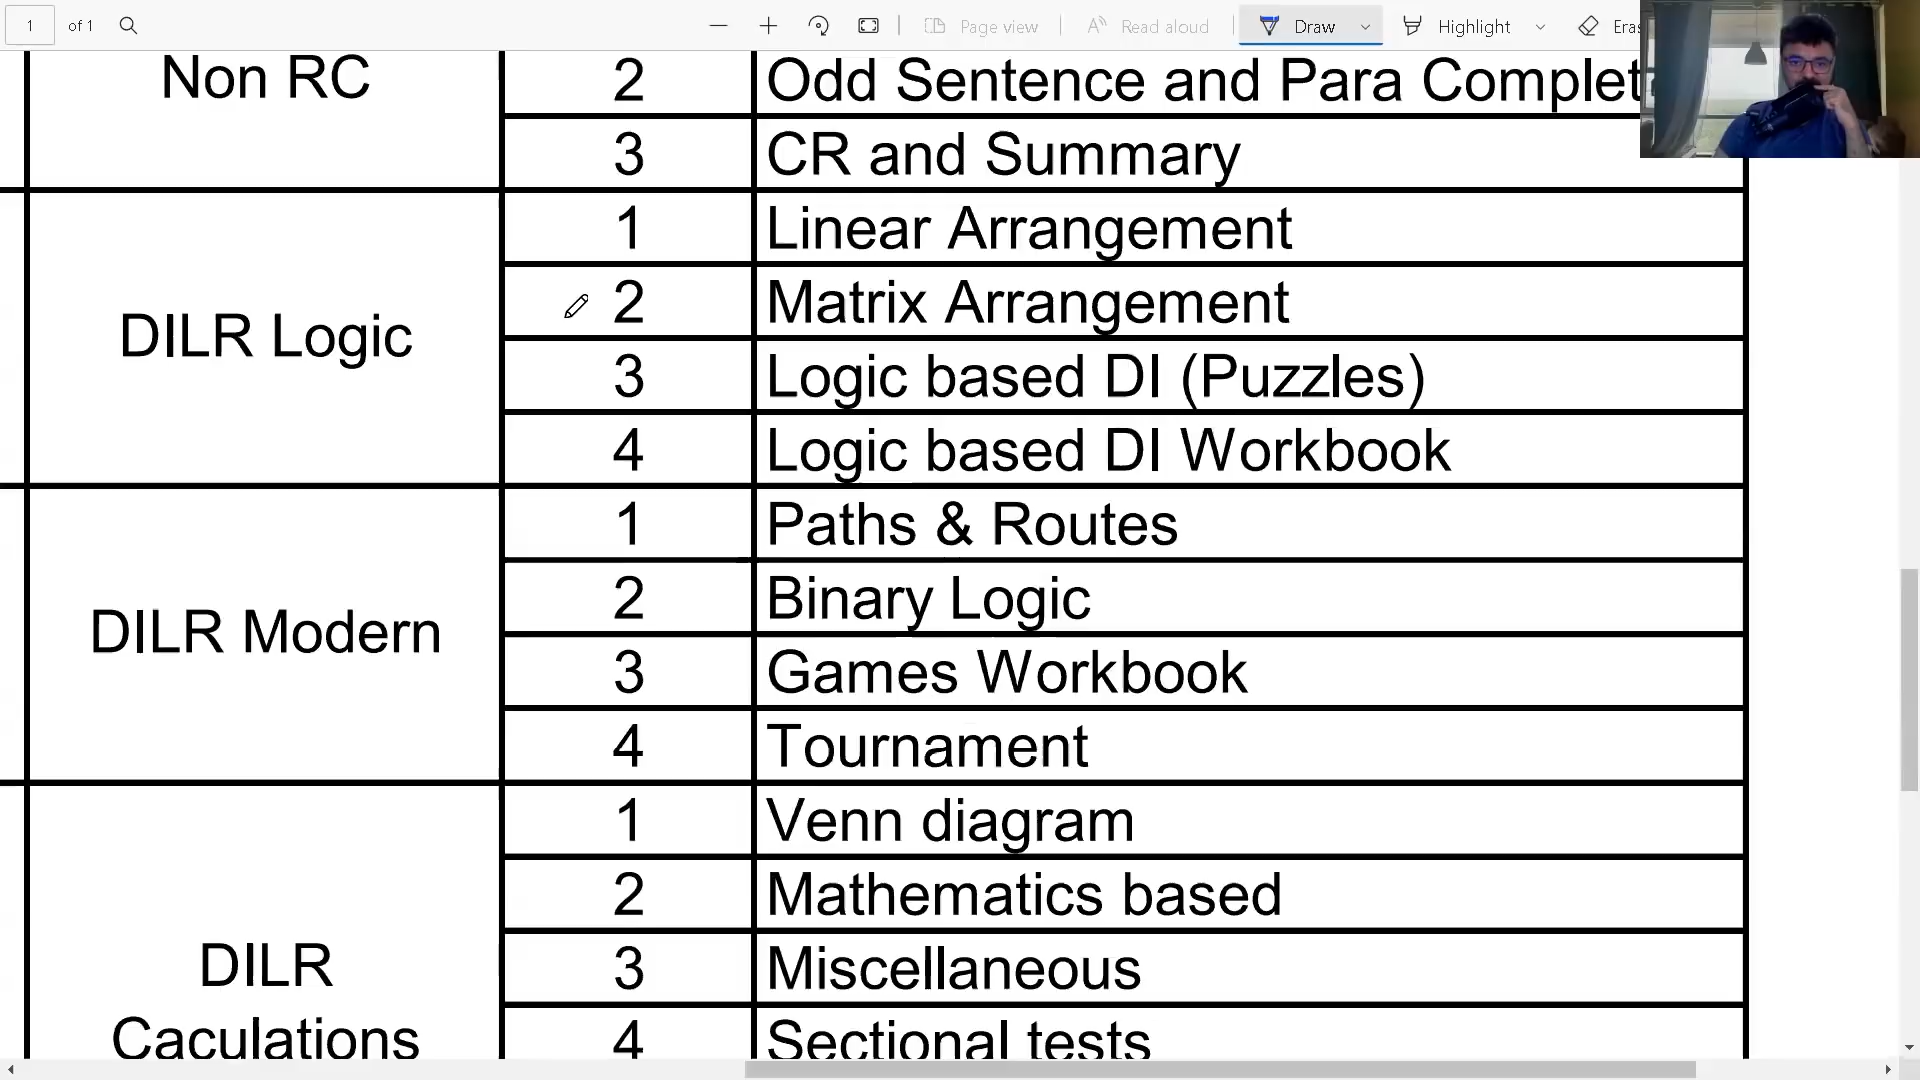 1 of 1 Page view Read aloud Draw Highlight
Non RC 2 Odd Sentence and Para
3 CR and Summary
DILR Logic 1 Linear Arrangement
2 Matrix Arrangement
3 Logic based DI (Puzzles)
4 Logic based DI Workbook
DILR Modern 1 Paths & Routes
2 Binary Logic
3 Games Workbook
4 Tournament
DILR Caculations 1 Venn diagram
2 Mathematics based
3 Miscellaneous
4 Sectional tests